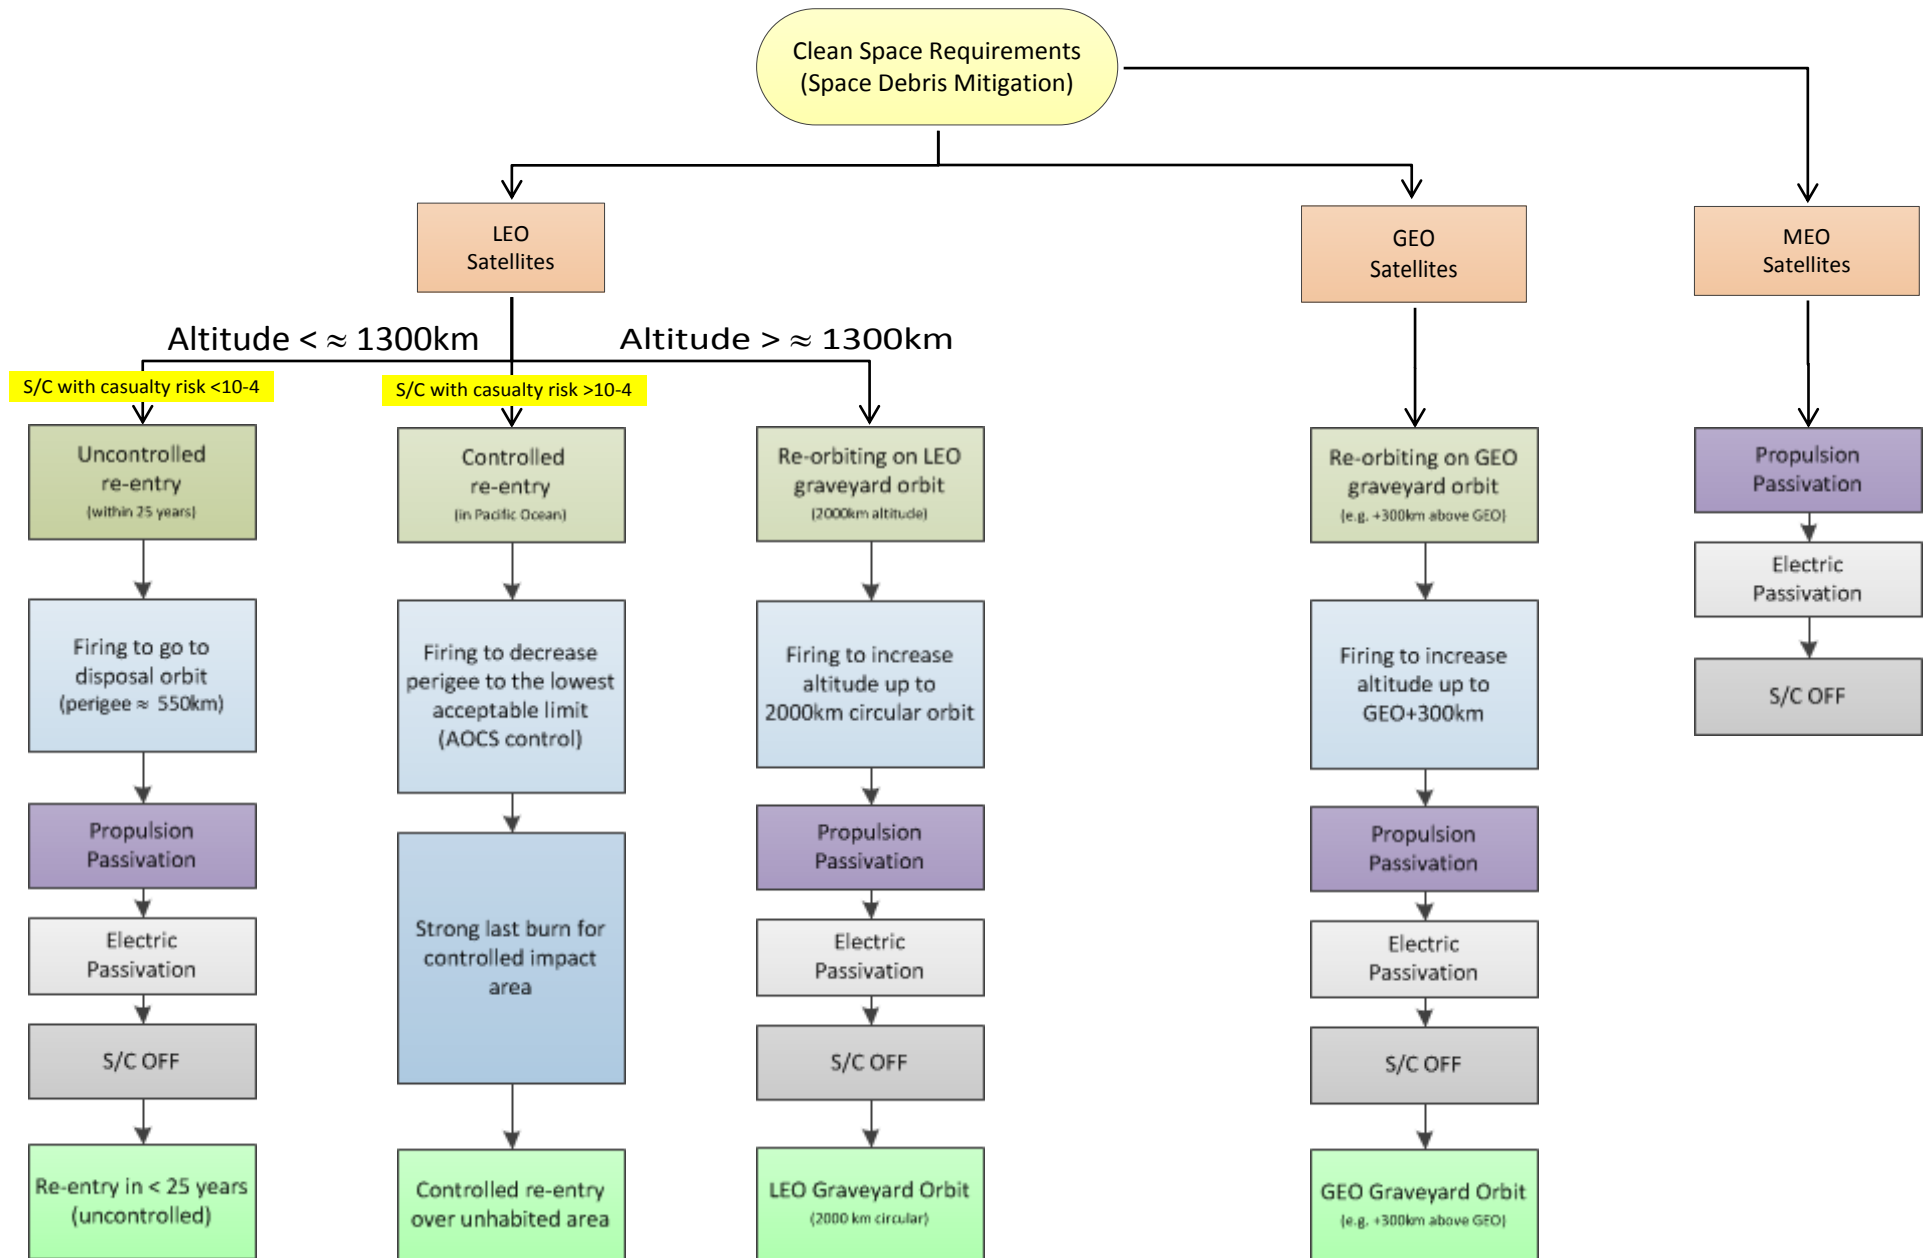 Clean Space Requirements
(Space Debris Mitigation)
LEO
Satellites
GEO
Satellites
MEO
Satellites
Altitude < ≈ 1300km
Altitude > ≈ 1300km
S/C with casualty risk <10-4
S/C with casualty risk >10-4
Uncontrolled
re-entry
(within 25 years)
Firing to go to
disposal orbit
(perigee ≈ 550km)
Propulsion
Passivation
Electric
Passivation
S/C OFF
Re-entry in < 25 years
(uncontrolled)
Controlled
re-entry
(in Pacific Ocean)
Firing to decrease
perigee to the lowest
acceptable limit
(AOCS control)
Strong last burn for
controlled impact
area
Controlled re-entry
over unhabited area
Re-orbiting on LEO
graveyard orbit
(2000km altitude)
Firing to increase
altitude up to
2000km circular orbit
Propulsion
Passivation
Electric
Passivation
S/C OFF
LEO Graveyard Orbit
(2000 km circular)
Re-orbiting on GEO
graveyard orbit
(e.g. +300km above GEO)
Firing to increase
altitude up to
GEO+300km
Propulsion
Passivation
Electric
Passivation
S/C OFF
GEO Graveyard Orbit
(e.g. +300km above GEO)
Propulsion
Passivation
Electric
Passivation
S/C OFF